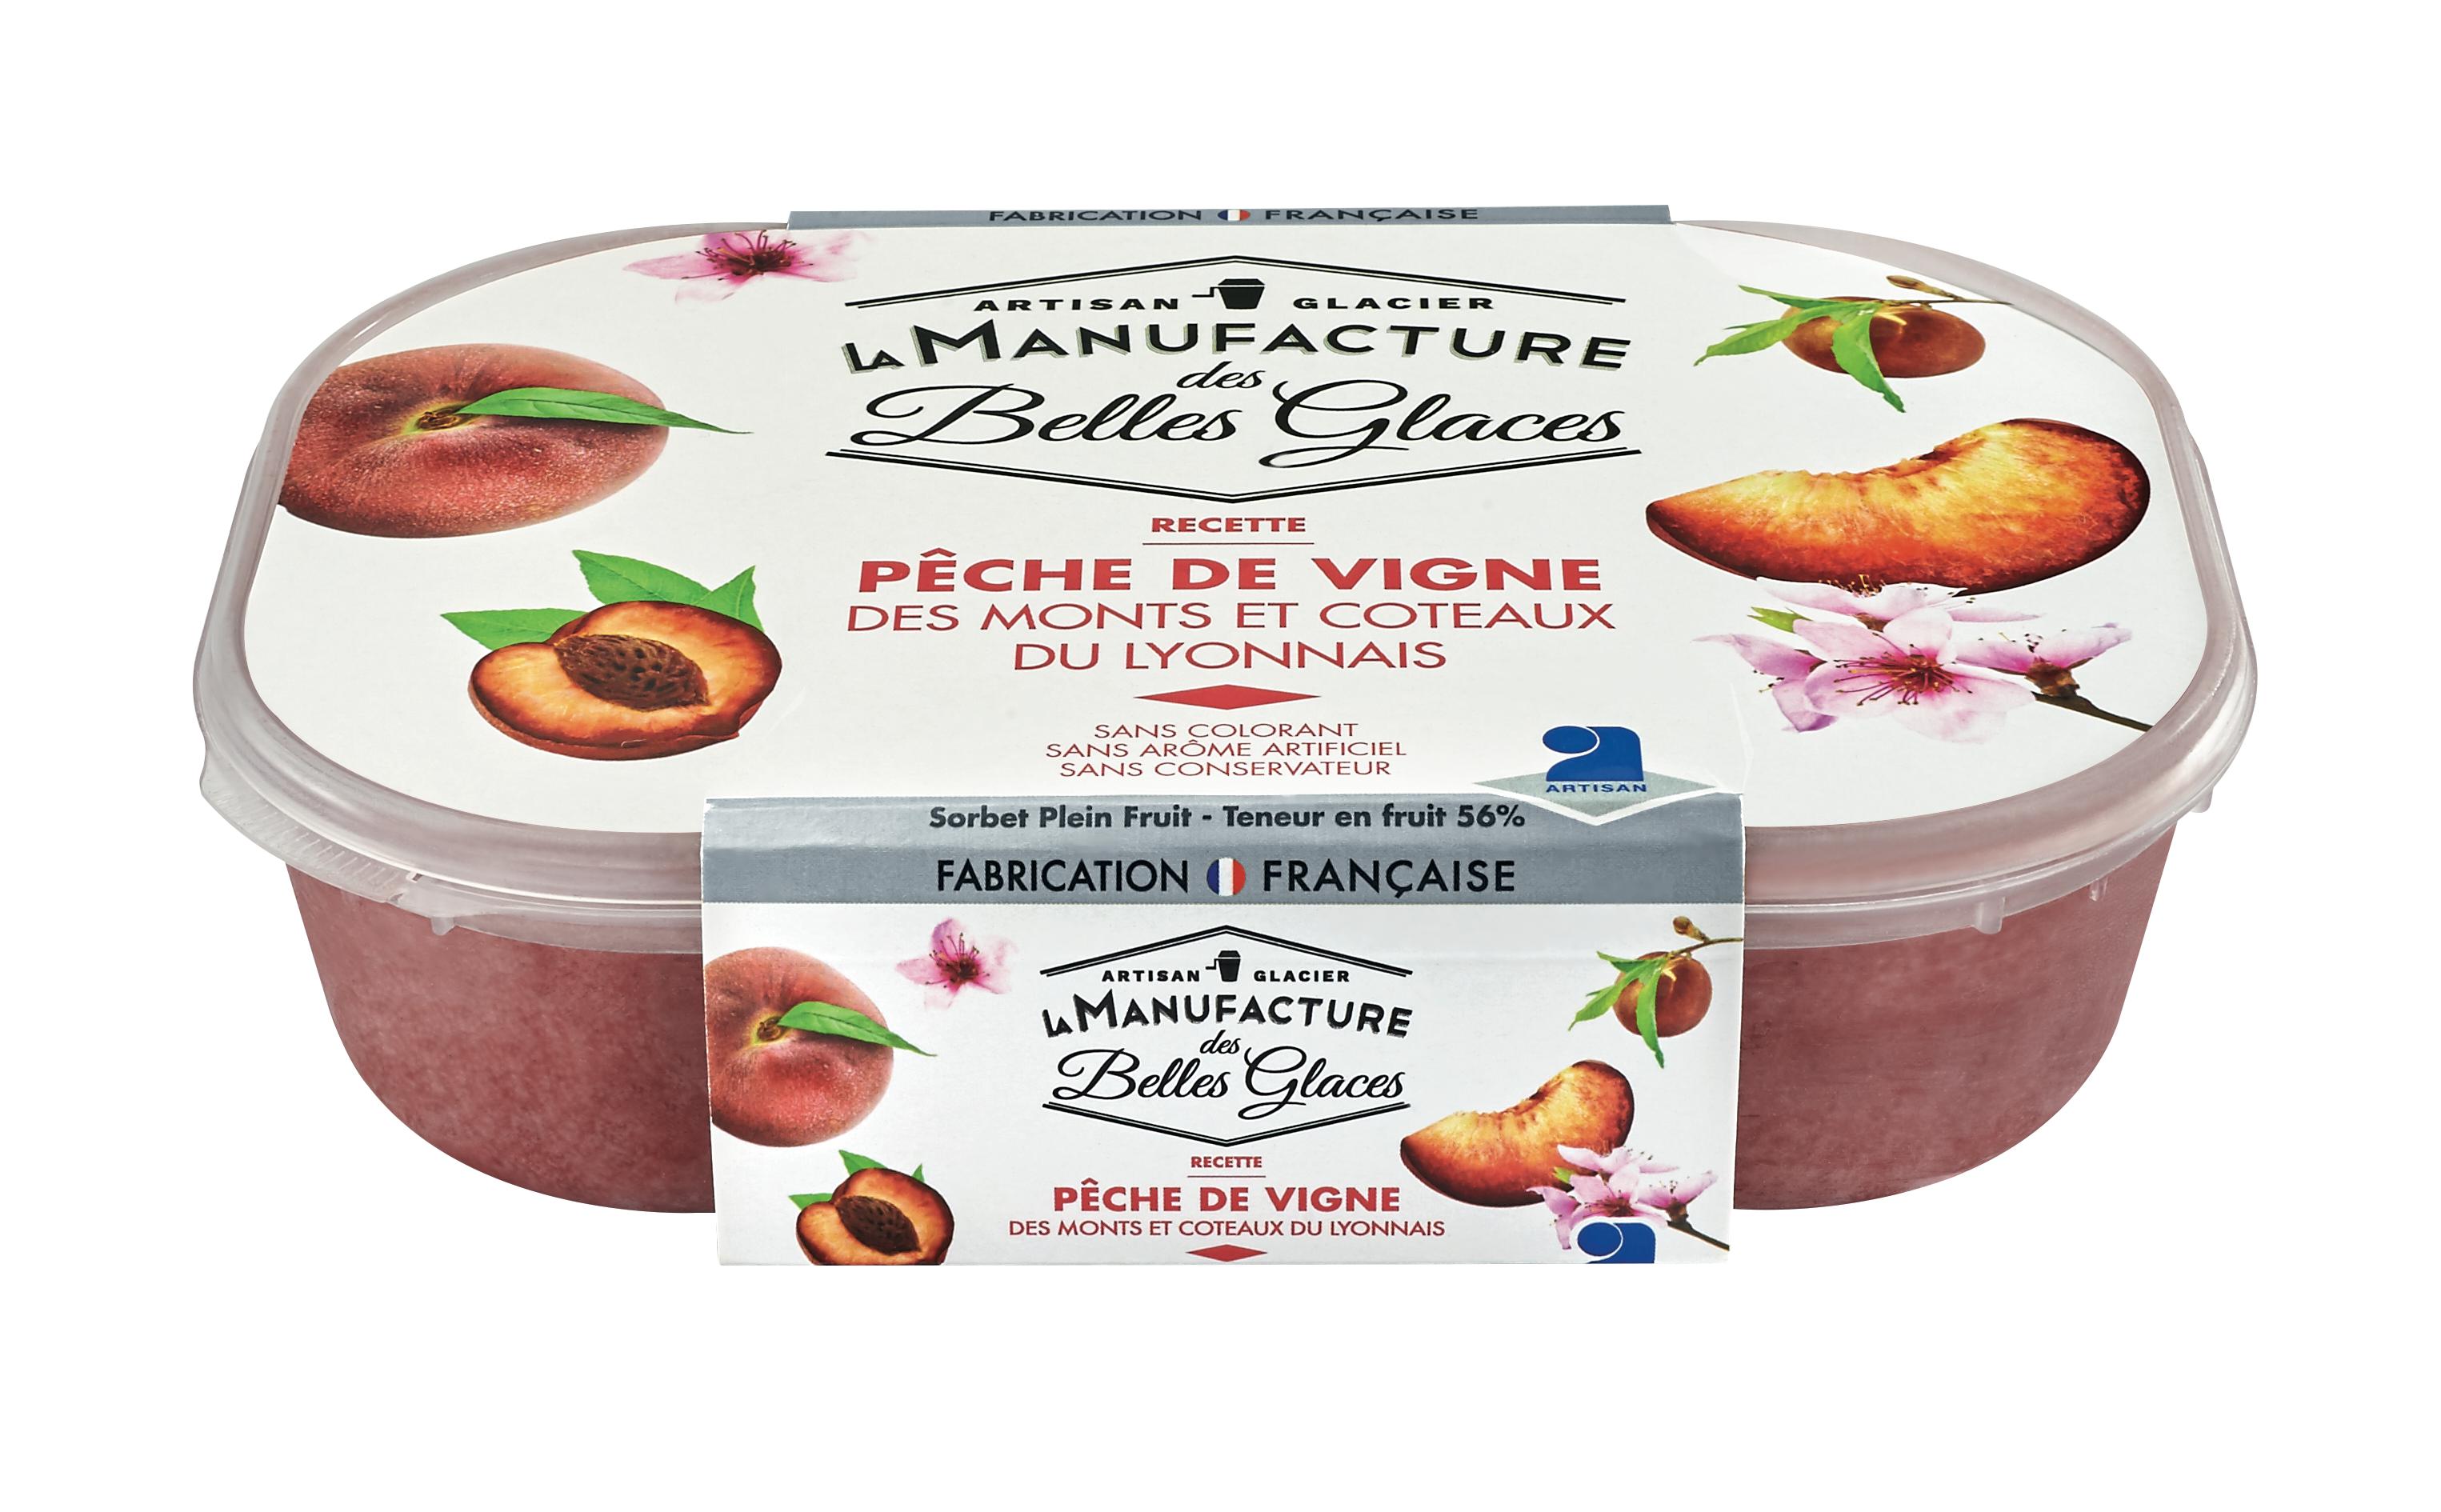 FABRICATION FRANÇAISE
ARTISAN GLACIER
LA MANUFACTURE
des
Belles Glaces
RECETTE
PÊCHE DE VIGNE
DES MONTS ET COTEAUX
DU LYONNAIS
SANS COLORANT
SANS ARÔME ARTIFICIEL
SANS CONSERVATEUR
ARTISAN
Sorbet Plein Fruit - Teneur en fruit 56%
FABRICATION FRANÇAISE
ARTISAN GLACIER
LA MANUFACTURE
des
Belles Glaces
RECETTE
PÊCHE DE VIGNE
DES MONTS ET COTEAUX DU LYONNAIS